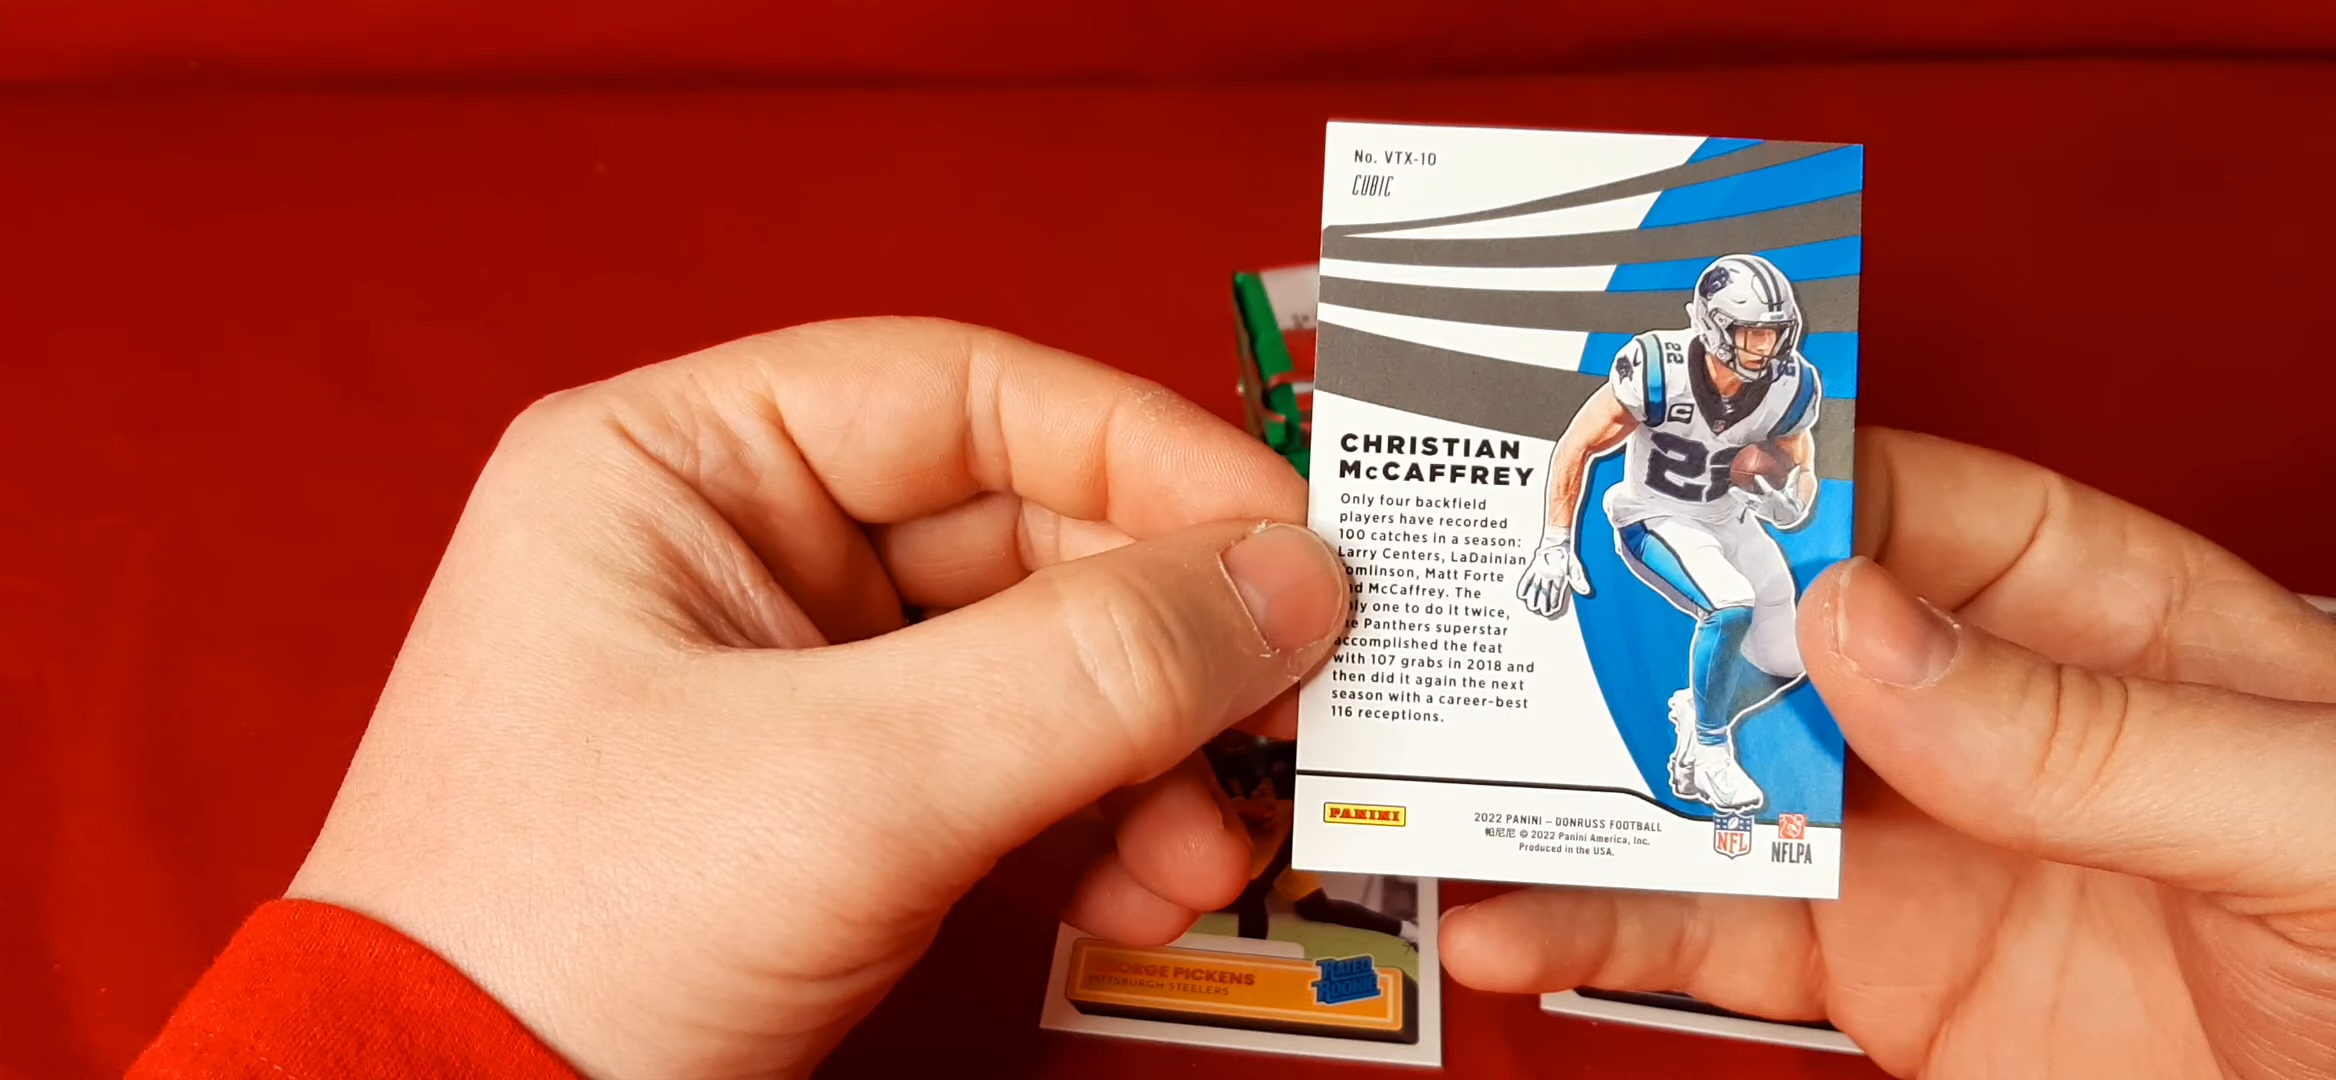 No. VTX-10
CUBIC
22
CHRISTIAN
McCAFFREY
Only four backfield
players have recorded
100 catches in a season:
Larry Centers, LaDainian
omlinson, Matt Forte
d McCaffrey. The
ly one to do it twice,
e Panthers superstar
accomplished the feat
with 107 grabs in 2018 and
then did it again the next
season with a career-best
116 receptions.
PANINI
2022 PANINI – DONRUSS FOOTBALL
帕尼尼 © 2022 Panini America, Inc.
Produced in the USA.
NFL
NFLPA
ORGE PICKENS
PITTSBURGH STEELERS
RATED
ROOKIE